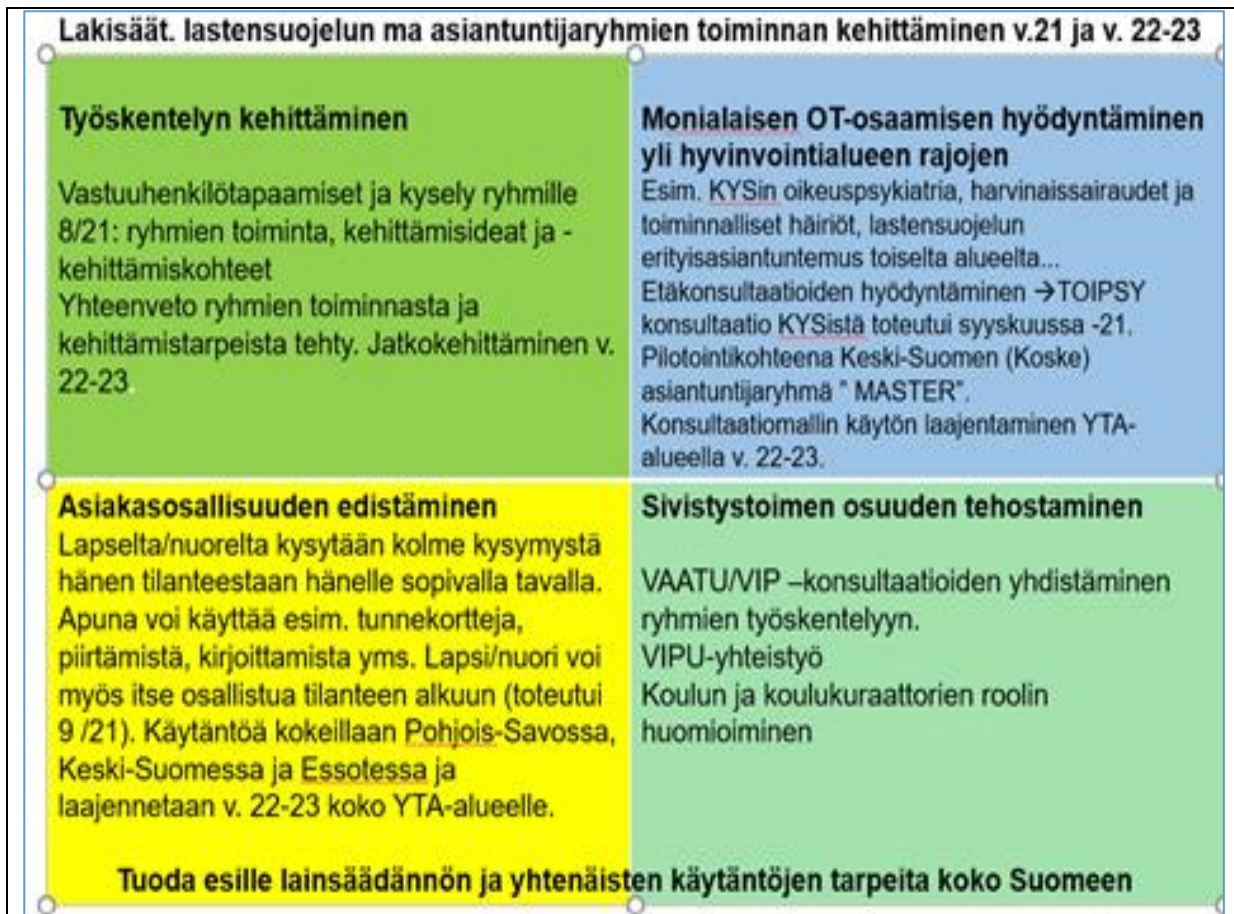 Lakisäät. lastensuojelun ma asiantuntijaryhmien toiminnan kehittäminen v.21 ja v. 22-23
Työskentelyn kehittäminen
Vastuuhenkilötapaamiset ja kysely ryhmille
8/21: ryhmien toiminta, kehittämisideat ja -
kehittämiskohteet
Yhteenveto ryhmien toiminnasta ja
kehittämistarpeista tehty. Jatkokehittäminen v.
22-23.
Monialaisen OT-osaamisen hyödyntäminen
yli hyvinvointialueen rajojen
Esim. KYSin oikeuspsykiatria, harvinaissairaudet ja
toiminnalliset häiriöt, lastensuojelun
erityisasiantuntemus toiselta alueelta...
Etäkonsultaatioiden hyödyntäminen →TOIPSY
konsultaatio KYSistä toteutui syyskuussa -21.
Pilotointikohteena Keski-Suomen (Koske)
asiantuntijaryhmä " MASTER".
Konsultaatiomallin käytön laajentaminen YTA-
alueella v. 22-23.
Asiakasosallisuuden edistäminen
Lapselta/nuorelta kysytään kolme kysymystä
hänen tilanteestaan hänelle sopivalla tavalla.
Apuna voi käyttää esim. tunnekortteja,
piirtämistä, kirjoittamista yms. Lapsi/nuori voi
myös itse osallistua tilanteen alkuun (toteutui
9 /21). Käytäntöä kokeillaan Pohjois-Savossa,
Keski-Suomessa ja Essotessa ja
laajennetaan v. 22-23 koko YTA-alueelle.
Sivistystoimen osuuden tehostaminen
VAATU/VIP –konsultaatioiden yhdistäminen
ryhmien työskentelyyn.
VIPU-yhteistyö
Koulun ja koulukuraattorien roolin
huomioiminen
Tuoda esille lainsäädännön ja yhtenäisten käytäntöjen tarpeita koko Suomeen